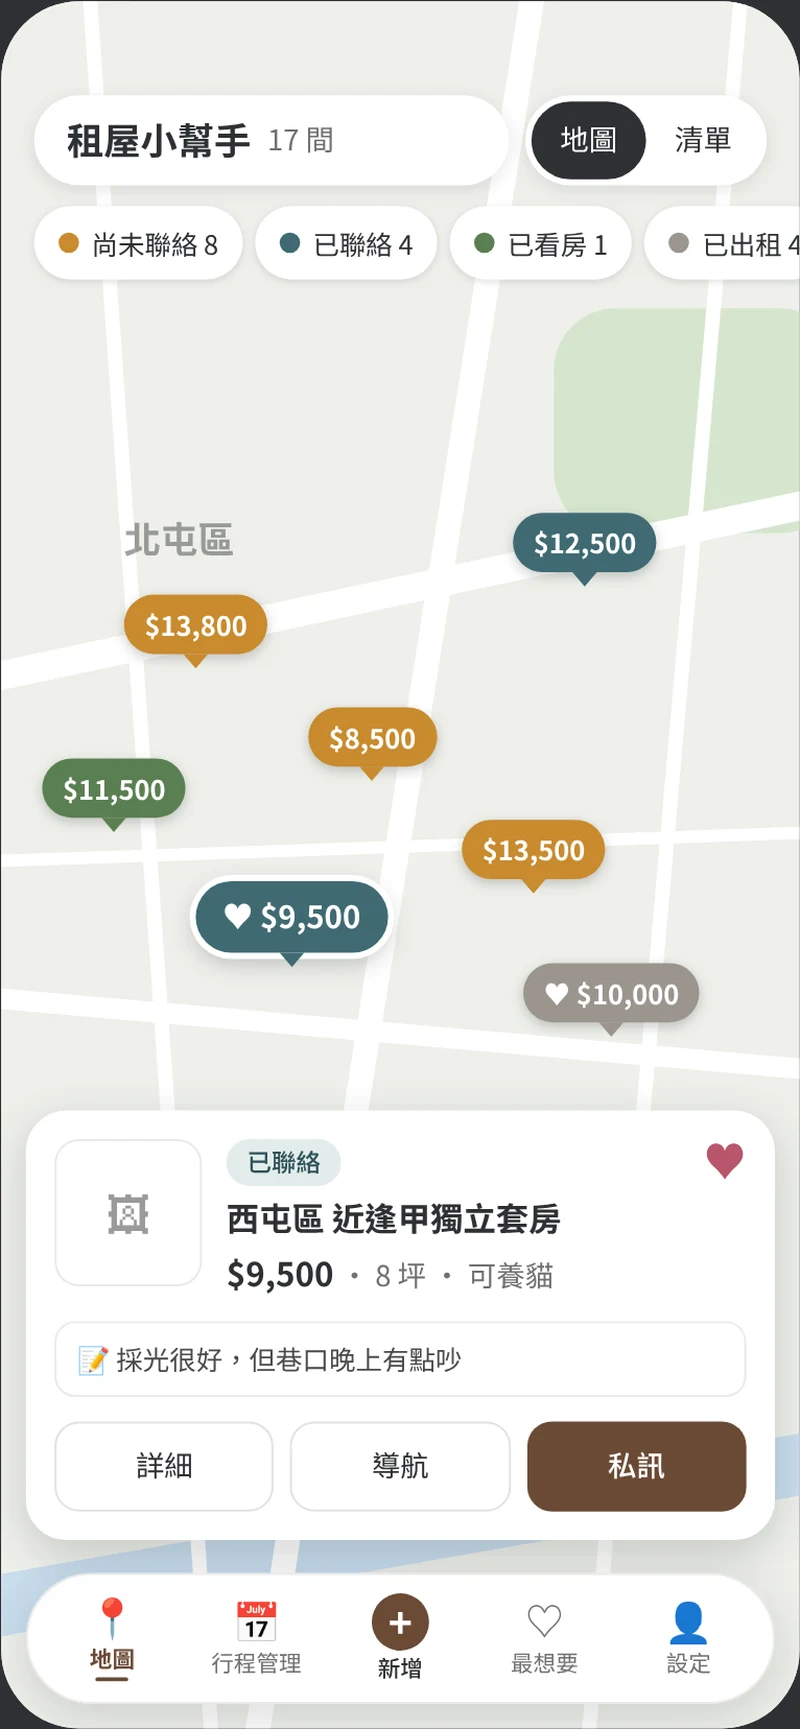 租屋小幫手 17 間
地圖 清單
尚未聯絡 8 已聯絡 4 已看房 1 已出租 4
北屯區
$12,500
$13,800
$8,500
$11,500
$13,500
♥ $9,500
♥ $10,000
已聯絡
西屯區 近逢甲獨立套房
$9,500 · 8 坪 · 可養貓
📝 採光很好，但巷口晚上有點吵
詳細 導航 私訊
July
17
地圖 行程管理 新增 最想要 設定